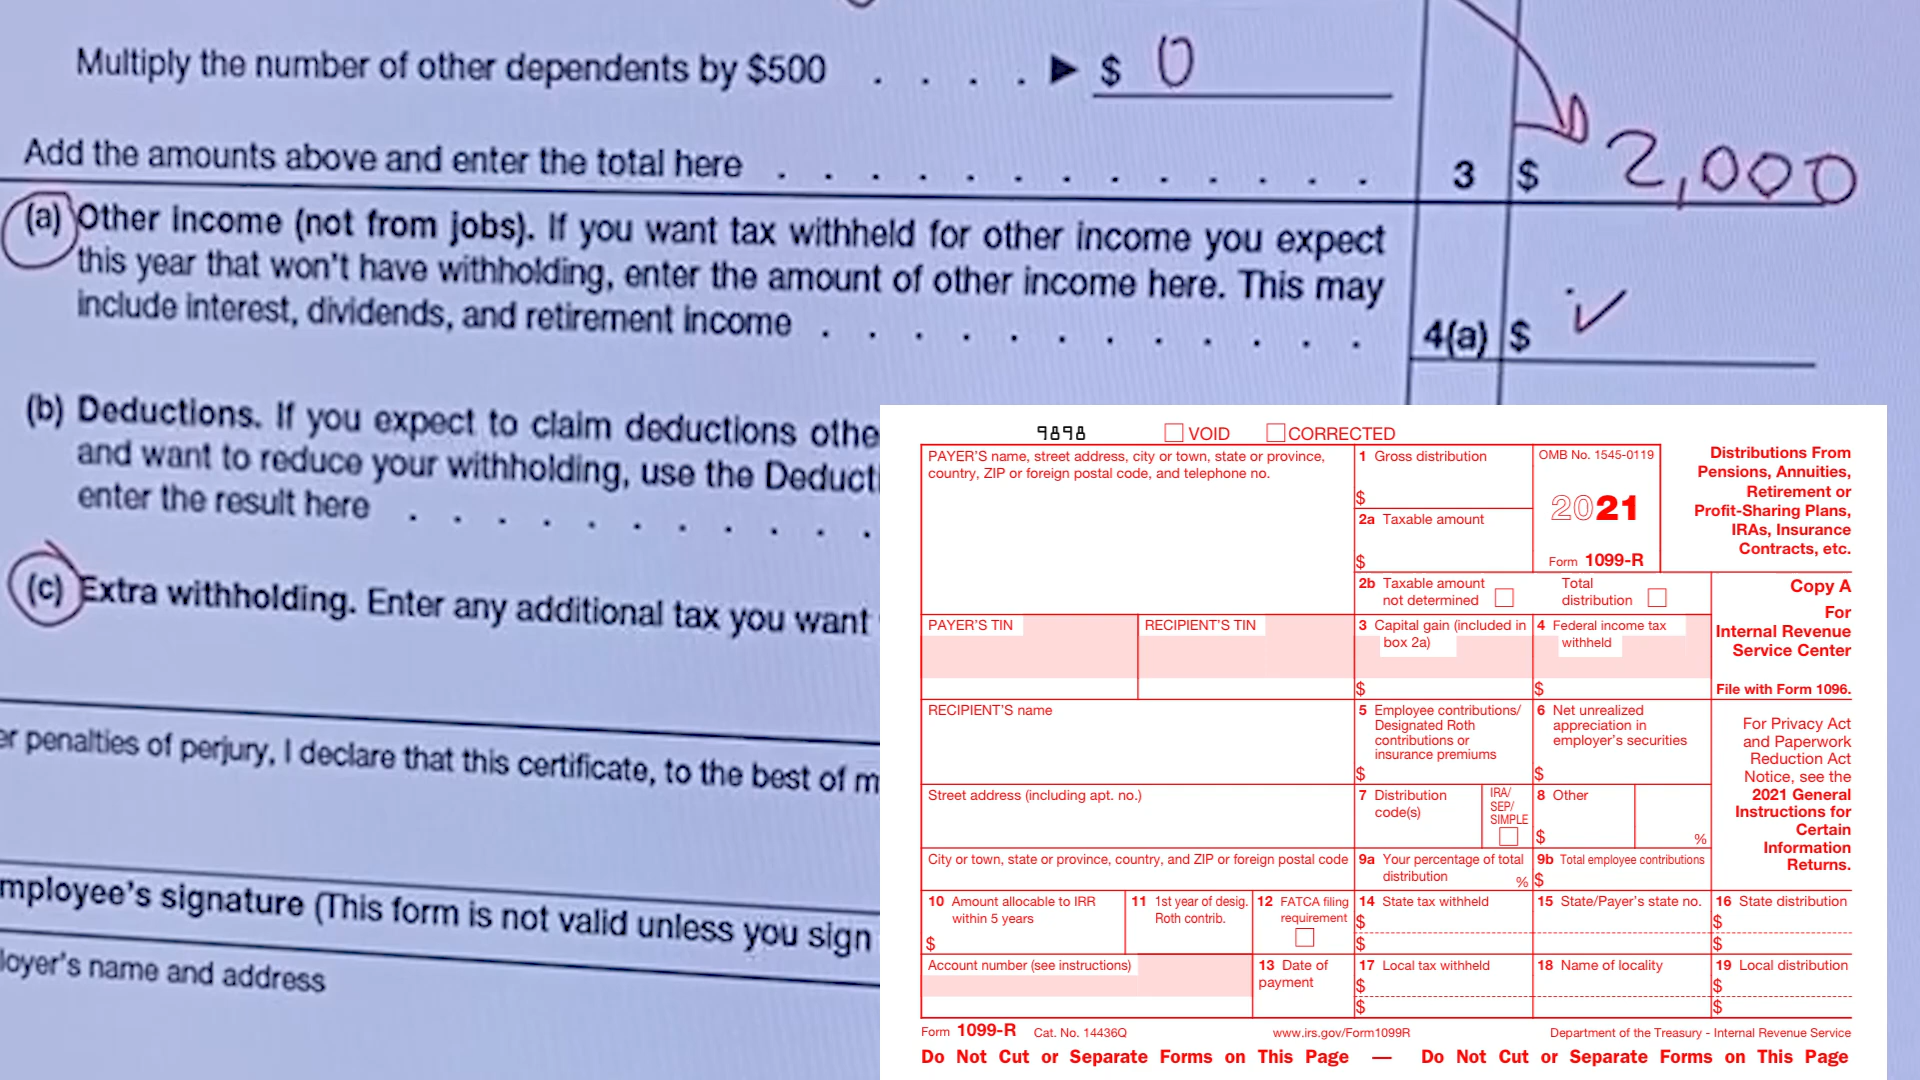 Multiply the number of other dependents by $500 . . . . ▶ $ 0
Add the amounts above and enter the total here . . . . . . . . . . . . . 3 $ 2,000
(a) Other income (not from jobs). If you want tax withheld for other income you expect
this year that won't have withholding, enter the amount of other income here. This may
include interest, dividends, and retirement income . . . . . . . . . . . . 4(a) $ ✓
(b) Deductions. If you expect to claim deductions othe
and want to reduce your withholding, use the Deduct
enter the result here . . . . . . . . . . .
(c) Extra withholding. Enter any additional tax you want
er penalties of perjury, I declare that this certificate, to the best of m
mployee's signature (This form is not valid unless you sign
loyer's name and address
9898 VOID CORRECTED
PAYER'S name, street address, city or town, state or province,
country, ZIP or foreign postal code, and telephone no.
1 Gross distribution
$
2a Taxable amount
$
OMB No. 1545-0119
2021
Form 1099-R
Distributions From
Pensions, Annuities,
Retirement or
Profit-Sharing Plans,
IRAs, Insurance
Contracts, etc.
2b Taxable amount
not determined
Total
distribution
Copy A
For
Internal Revenue
Service Center
File with Form 1096.
PAYER'S TIN
RECIPIENT'S TIN
3 Capital gain (included in
box 2a)
$
4 Federal income tax
withheld
$
RECIPIENT'S name
5 Employee contributions/
Designated Roth
contributions or
insurance premiums
$
6 Net unrealized
appreciation in
employer's securities
$
For Privacy Act
and Paperwork
Reduction Act
Notice, see the
2021 General
Instructions for
Certain
Information
Returns.
Street address (including apt. no.)
7 Distribution
code(s)
IRA/
SEP/
SIMPLE
8 Other
$
%
City or town, state or province, country, and ZIP or foreign postal code
9a Your percentage of total
distribution %
9b Total employee contributions
$
10 Amount allocable to IRR
within 5 years
$
11 1st year of desig.
Roth contrib.
12 FATCA filing
requirement
14 State tax withheld
$
$
15 State/Payer's state no.
16 State distribution
$
$
Account number (see instructions)
13 Date of
payment
17 Local tax withheld
$
$
18 Name of locality
19 Local distribution
$
$
Form 1099-R Cat. No. 14436Q www.irs.gov/Form1099R Department of the Treasury - Internal Revenue Service
Do Not Cut or Separate Forms on This Page — Do Not Cut or Separate Forms on This Page